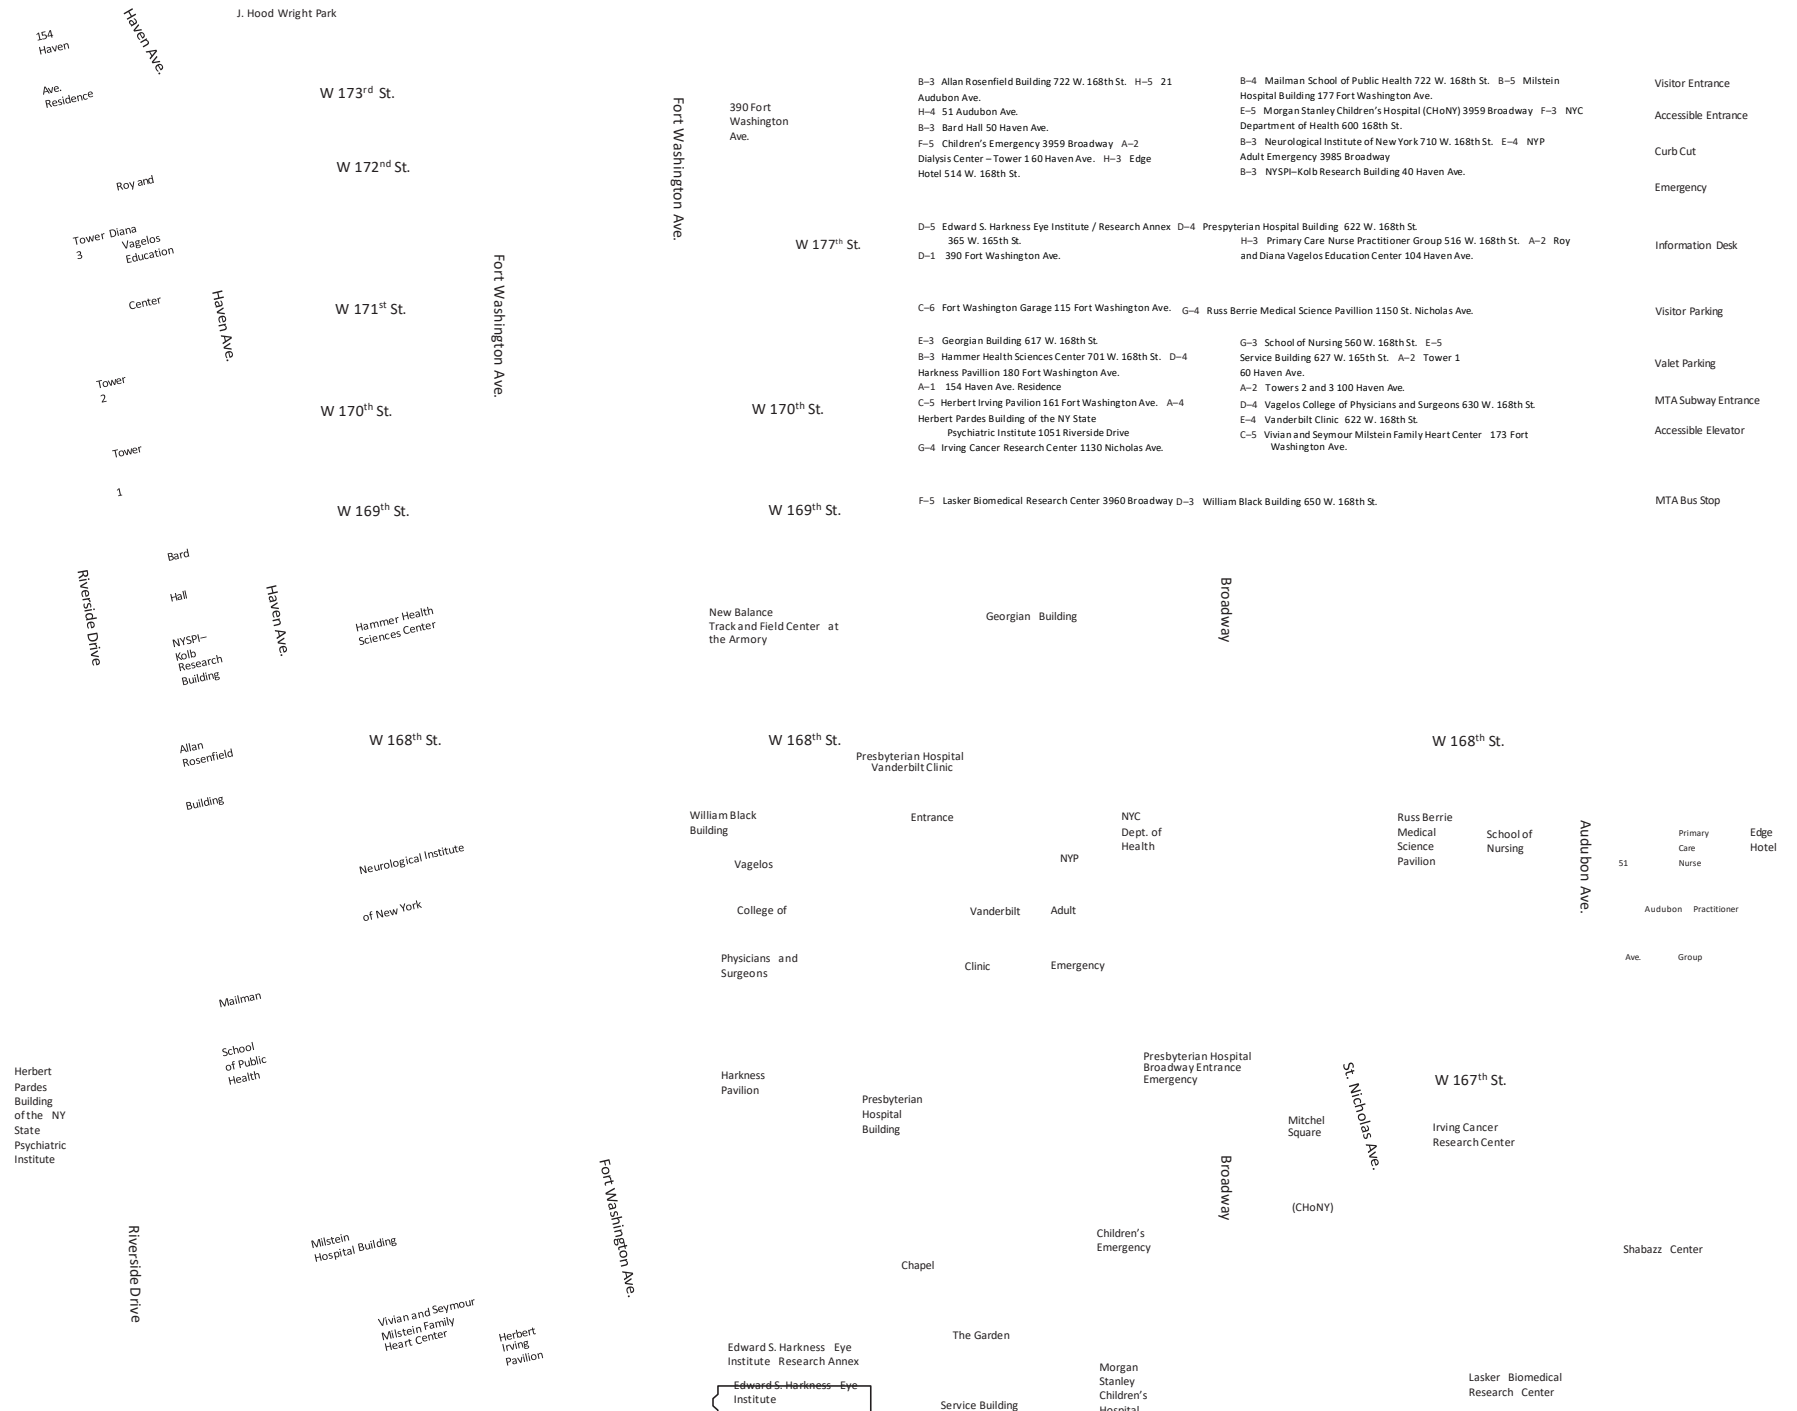 J. Hood Wright Park
154
Haven
Ave.
Residence
Haven Ave.
W 173rd St.
W 172nd St.
Roy and
Tower Diana
3 Vagelos
Education
Center
Haven Ave.
W 171st St.
Tower
2
W 170th St.
Tower
1
W 169th St.
Fort Washington Ave.
Fort Washington Ave.
390 Fort
Washington
Ave.
W 177th St.
W 170th St.
W 169th St.
B–3 Allan Rosenfield Building 722 W. 168th St. H–5 21
Audubon Ave.
H–4 51 Audubon Ave.
B–3 Bard Hall 50 Haven Ave.
F–5 Children's Emergency 3959 Broadway A–2
Dialysis Center – Tower 1 60 Haven Ave. H–3 Edge
Hotel 514 W. 168th St.
D–5 Edward S. Harkness Eye Institute / Research Annex D–4 Prespyterian Hospital Building 622 W. 168th St.
365 W. 165th St.
D–1 390 Fort Washington Ave.
C–6 Fort Washington Garage 115 Fort Washington Ave. G–4 Russ Berrie Medical Science Pavillion 1150 St. Nicholas Ave.
E–3 Georgian Building 617 W. 168th St.
B–3 Hammer Health Sciences Center 701 W. 168th St. D–4
Harkness Pavillion 180 Fort Washington Ave.
A–1 154 Haven Ave. Residence
C–5 Herbert Irving Pavilion 161 Fort Washington Ave. A–4
Herbert Pardes Building of the NY State
Psychiatric Institute 1051 Riverside Drive
G–4 Irving Cancer Research Center 1130 Nicholas Ave.
F–5 Lasker Biomedical Research Center 3960 Broadway D–3 William Black Building 650 W. 168th St.
B–4 Mailman School of Public Health 722 W. 168th St. B–5 Milstein
Hospital Building 177 Fort Washington Ave.
E–5 Morgan Stanley Children's Hospital (CHoNY) 3959 Broadway F–3 NYC
Department of Health 600 168th St.
B–3 Neurological Institute of New York 710 W. 168th St. E–4 NYP
Adult Emergency 3985 Broadway
B–3 NYSPI–Kolb Research Building 40 Haven Ave.
H–3 Primary Care Nurse Practitioner Group 516 W. 168th St. A–2 Roy
and Diana Vagelos Education Center 104 Haven Ave.
G–3 School of Nursing 560 W. 168th St. E–5
Service Building 627 W. 165th St. A–2 Tower 1
60 Haven Ave.
A–2 Towers 2 and 3 100 Haven Ave.
D–4 Vagelos College of Physicians and Surgeons 630 W. 168th St.
E–4 Vanderbilt Clinic 622 W. 168th St.
C–5 Vivian and Seymour Milstein Family Heart Center 173 Fort
Washington Ave.
Visitor Entrance
Accessible Entrance
Curb Cut
Emergency
Information Desk
Visitor Parking
Valet Parking
MTA Subway Entrance
Accessible Elevator
MTA Bus Stop
Riverside Drive
Bard
Hall
NYSPI–
Kolb
Research
Building
Haven Ave.
Hammer Health
Sciences Center
New Balance
Track and Field Center at
the Armory
Georgian Building
Broadway
Allan
Rosenfield
Building
W 168th St.
W 168th St.
W 168th St.
Presbyterian Hospital
Vanderbilt Clinic
Entrance
Neurological Institute
of New York
William Black
Building
Vagelos
College of
Physicians and
Surgeons
Vanderbilt
Clinic
NYP
Adult
Emergency
NYC
Dept. of
Health
Russ Berrie
Medical
Science
Pavilion
School of
Nursing
Audubon Ave.
51
Audubon
Ave.
Primary
Care
Nurse
Practitioner
Group
Edge
Hotel
Mailman
School
of Public
Health
Herbert
Pardes
Building
of the NY
State
Psychiatric
Institute
Harkness
Pavilion
Presbyterian
Hospital
Building
Presbyterian Hospital
Broadway Entrance
Emergency
Mitchel
Square
St. Nicholas Ave.
W 167th St.
Irving Cancer
Research Center
Riverside Drive
Milstein
Hospital Building
Vivian and Seymour
Milstein Family
Heart Center
Herbert
Irving
Pavilion
Fort Washington Ave.
Broadway
(CHoNY)
Children's
Emergency
Chapel
Shabazz Center
The Garden
Edward S. Harkness Eye
Institute Research Annex
Edward S. Harkness Eye
Institute
Service Building
Morgan
Stanley
Children's
Hospital
Lasker Biomedical
Research Center